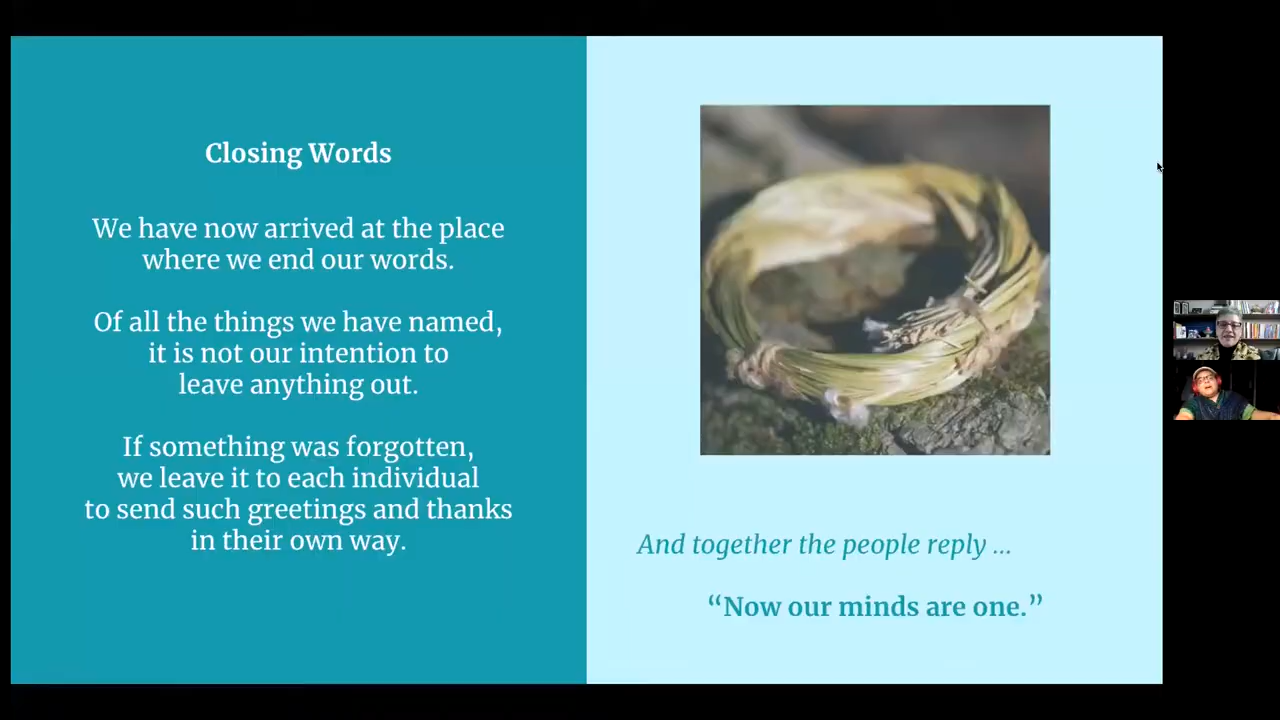 Closing Words
We have now arrived at the place
where we end our words.
Of all the things we have named,
it is not our intention to
leave anything out.
If something was forgotten,
we leave it to each individual
to send such greetings and thanks
in their own way.
And together the people reply ...
“Now our minds are one.”